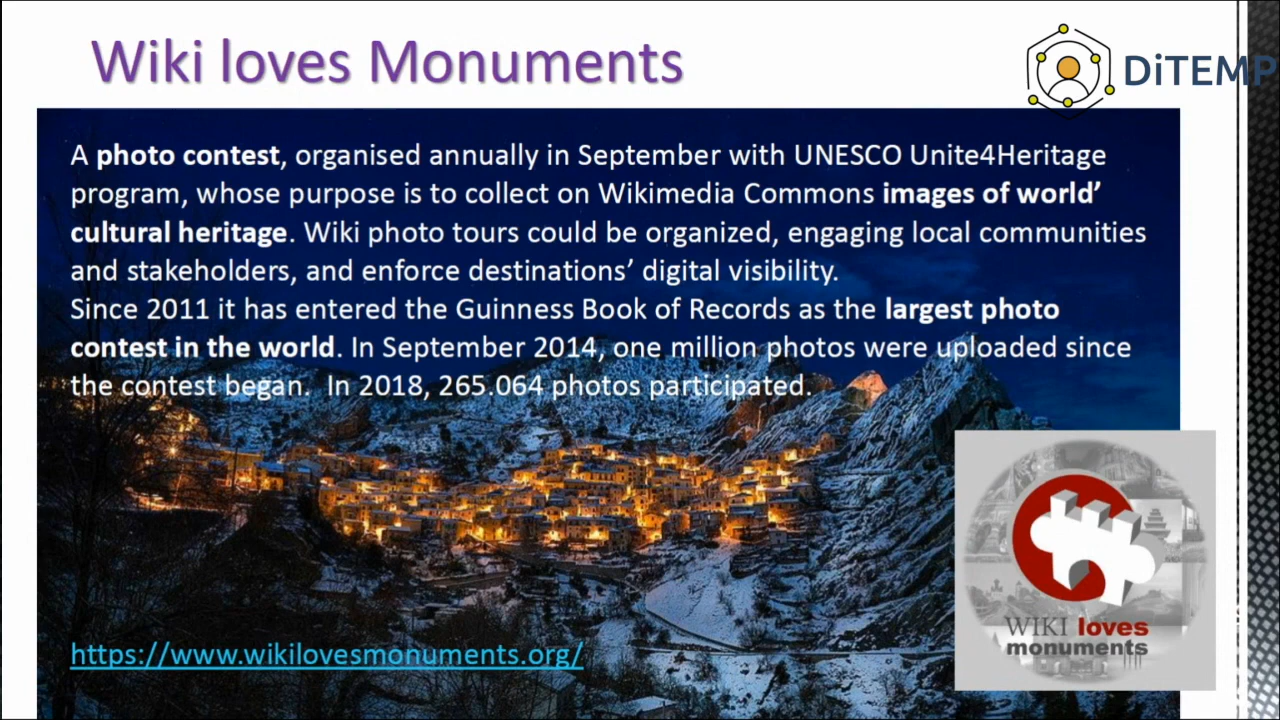 Wiki loves Monuments
DiTEMP
A photo contest, organised annually in September with UNESCO Unite4Heritage
program, whose purpose is to collect on Wikimedia Commons images of world’
cultural heritage. Wiki photo tours could be organized, engaging local communities
and stakeholders, and enforce destinations’ digital visibility.
Since 2011 it has entered the Guinness Book of Records as the largest photo
contest in the world. In September 2014, one million photos were uploaded since
the contest began. In 2018, 265.064 photos participated.
WIKI loves
monuments
https://www.wikilovesmonuments.org/